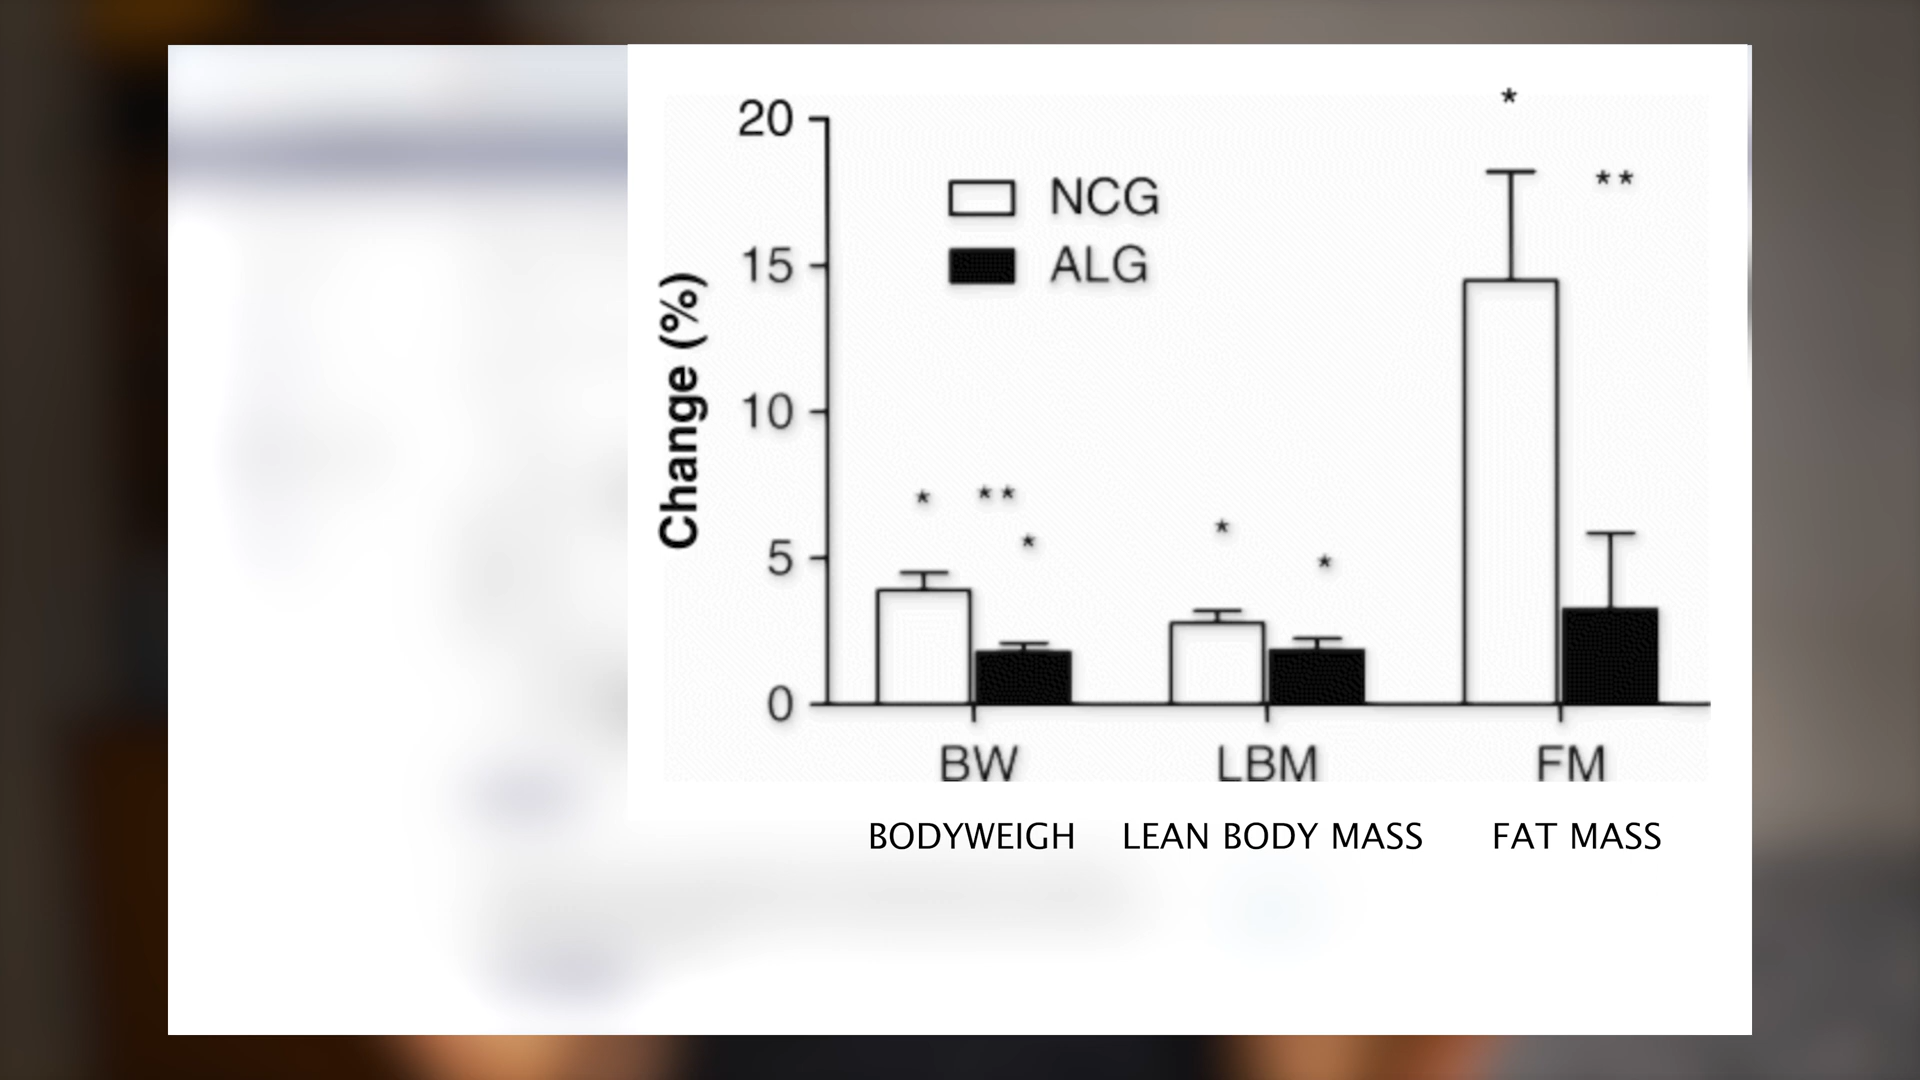 *
20
**
NCG
ALG
15
Change (%)
10
* **
*
*
*
5
0
BW LBM FM
BODYWEIGH LEAN BODY MASS FAT MASS